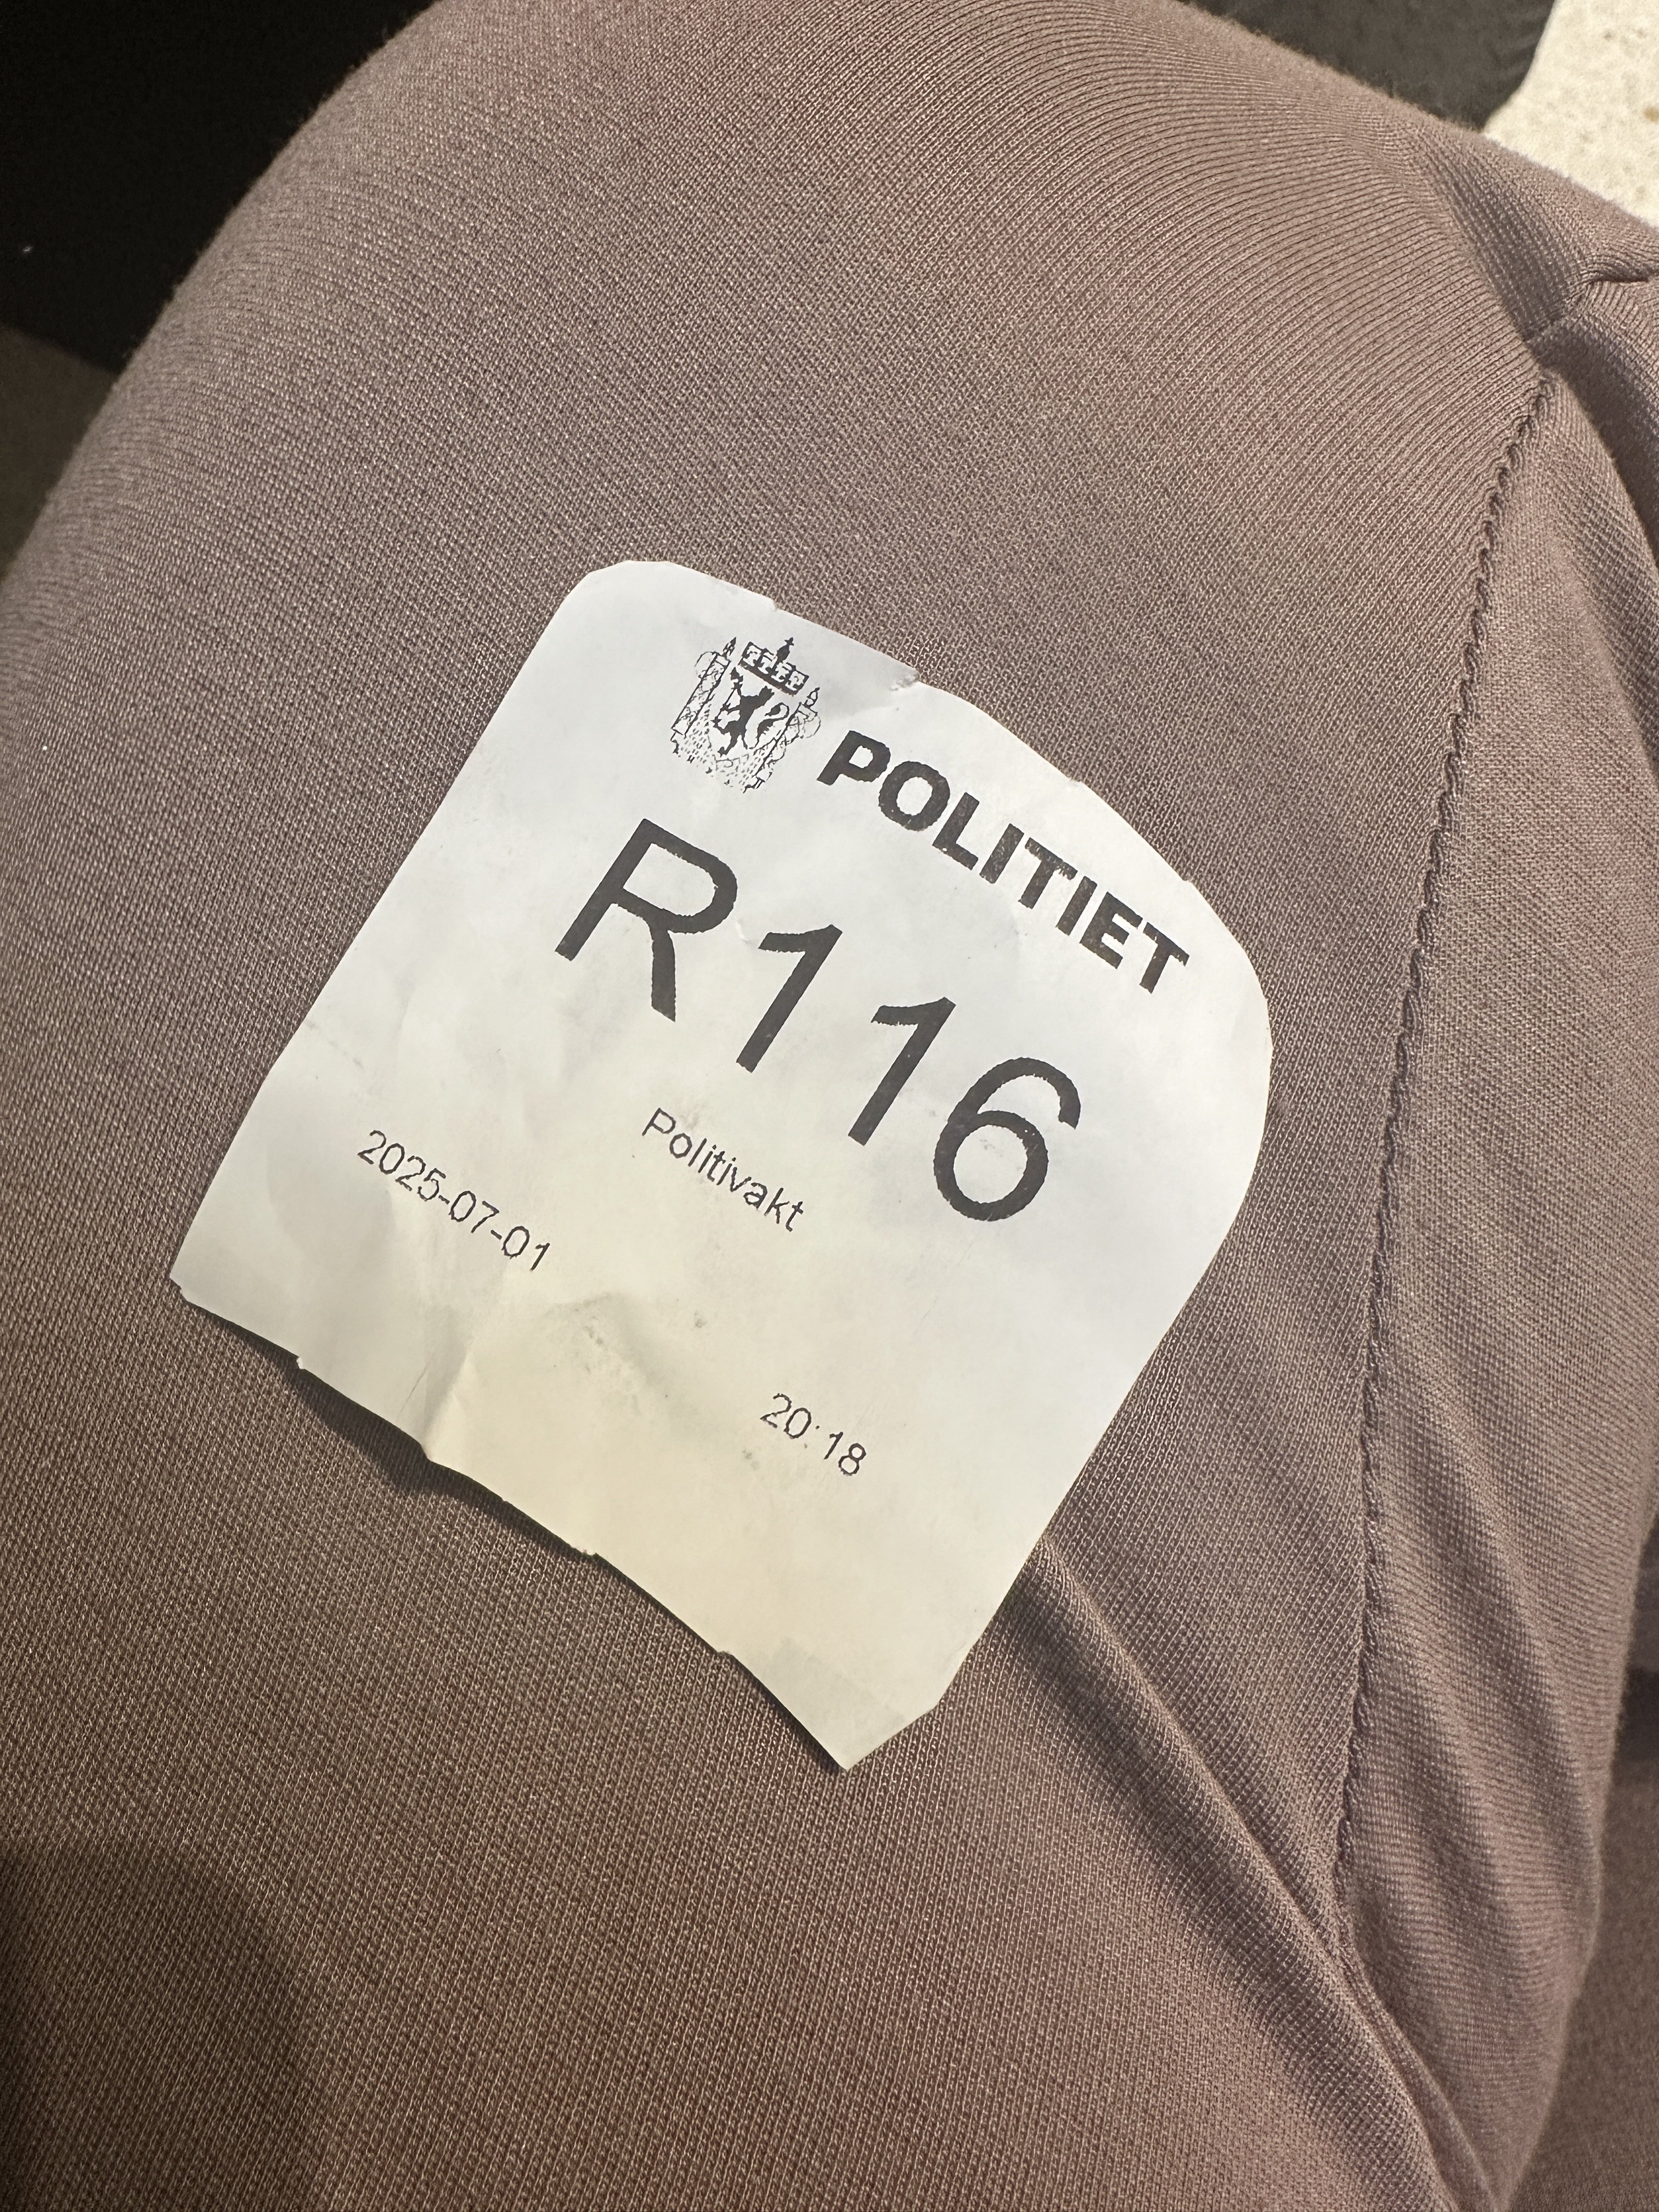 POLITIET
R116
Politivakt
2025-07-01
20:18